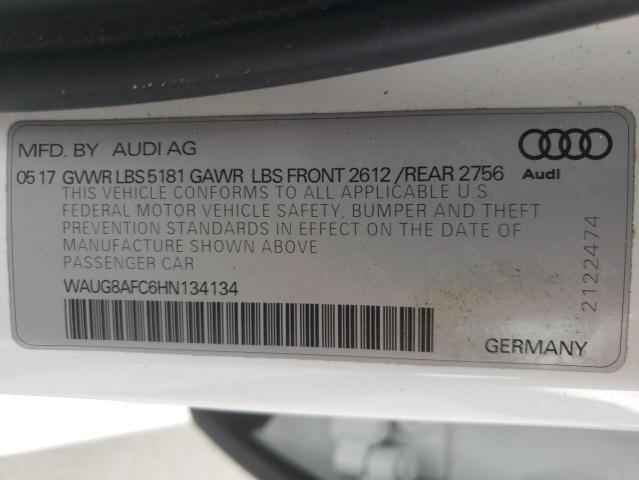 MFD. BY AUDI AG
05 17 GVWR LBS 5181 GAWR LBS FRONT 2612 /REAR 2756
THIS VEHICLE CONFORMS TO ALL APPLICABLE U.S.
FEDERAL MOTOR VEHICLE SAFETY, BUMPER AND THEFT
PREVENTION STANDARDS IN EFFECT ON THE DATE OF
MANUFACTURE SHOWN ABOVE
PASSENGER CAR
WAUG8AFC6HN134134
Audi
2122474
GERMANY